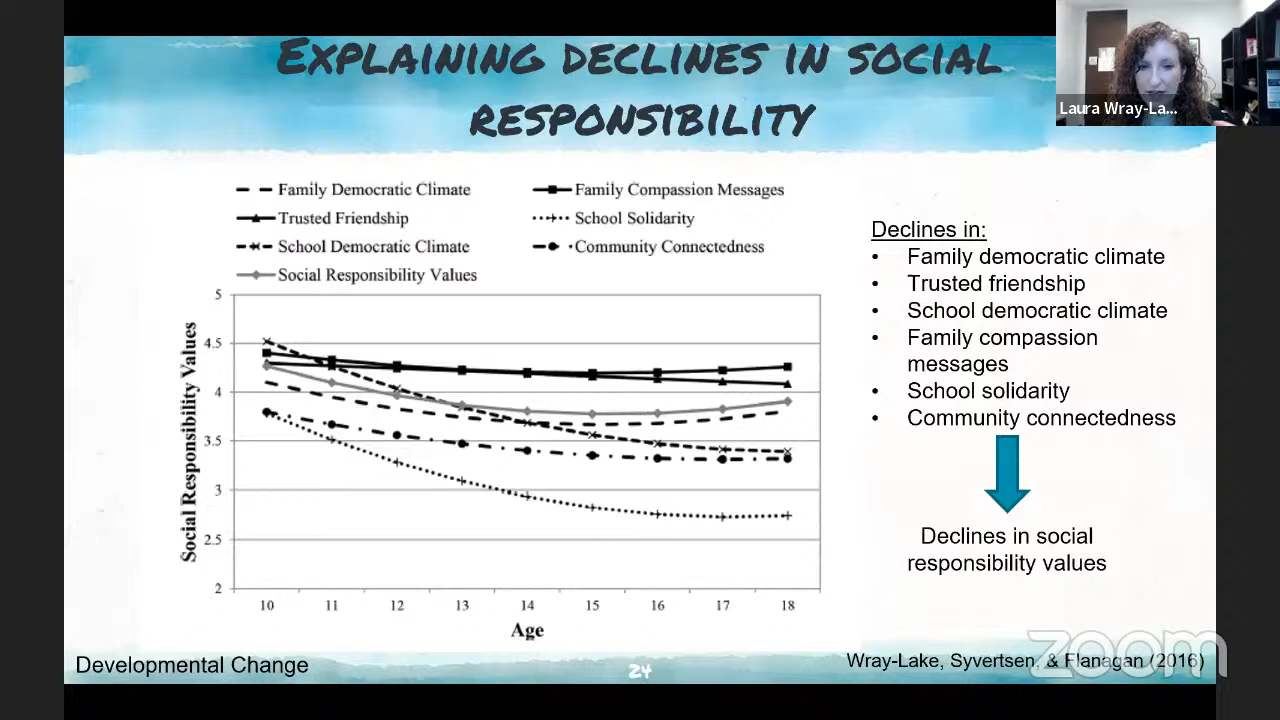 EXPLAINING DECLINES IN SOCIAL
RESPONSIBILITY
Laura Wray-La...
Family Democratic Climate
Family Compassion Messages
Trusted Friendship
School Solidarity
School Democratic Climate
Community Connectedness
Social Responsibility Values
5
4.5
4
3.5
3
2.5
2
Social Responsibility Values
10 11 12 13 14 15 16 17 18
Age
Declines in:
• Family democratic climate
• Trusted friendship
• School democratic climate
• Family compassion
messages
• School solidarity
• Community connectedness
Declines in social
responsibility values
Developmental Change
24
Wray-Lake, Syvertsen, & Flanagan (2016)
zoom